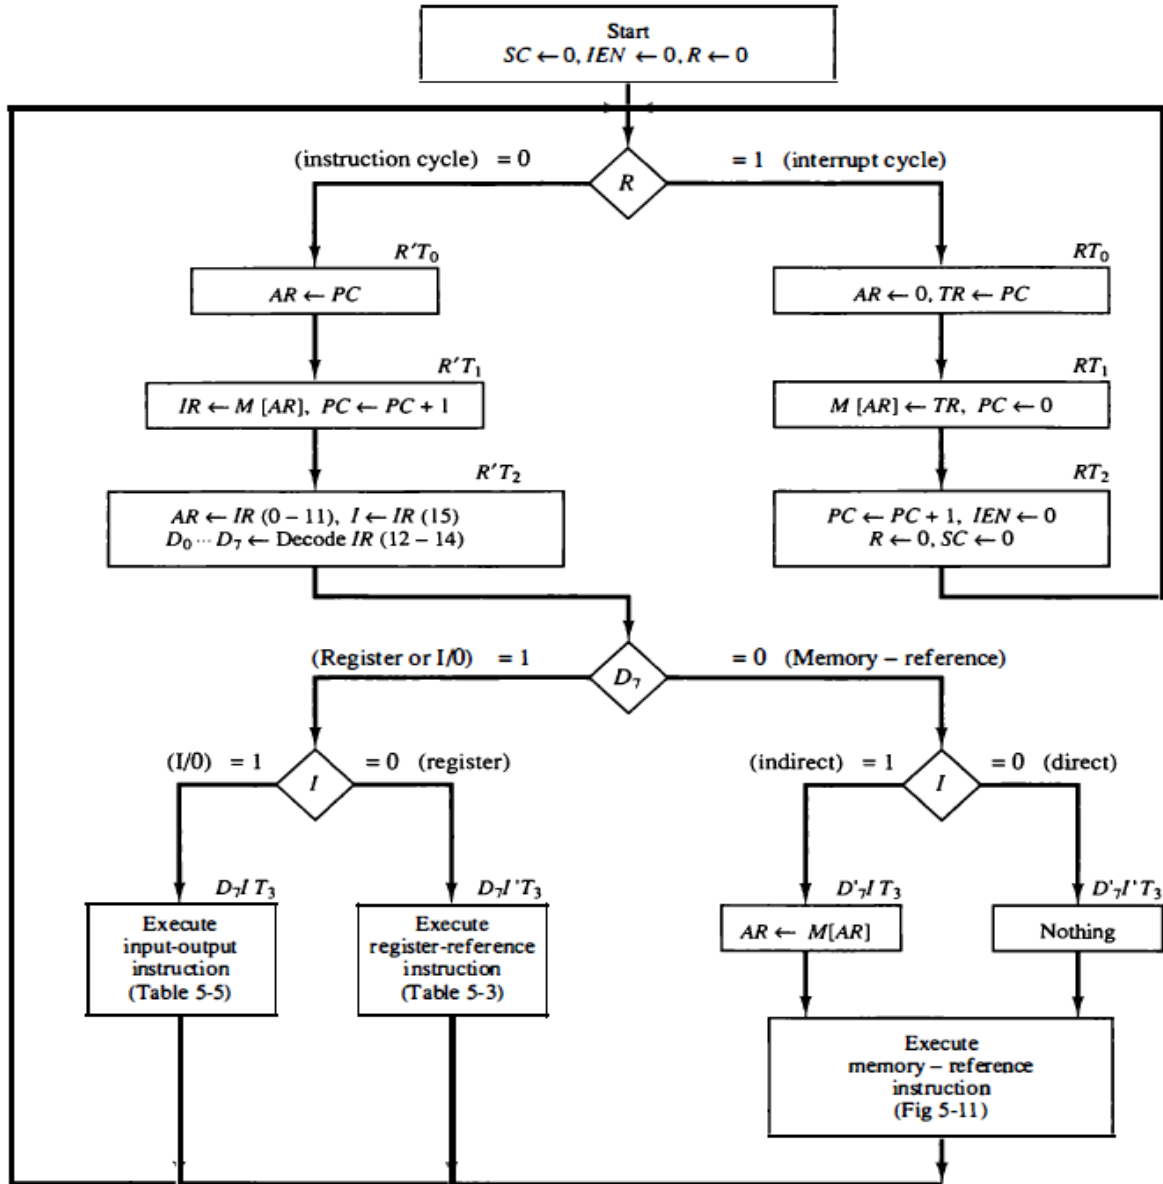 Start
SC ← 0, IEN ← 0, R ← 0
(instruction cycle) = 0
= 1 (interrupt cycle)
R
R'T₀
AR ← PC
RT₀
AR ← 0, TR ← PC
R'T₁
IR ← M [AR], PC ← PC + 1
RT₁
M [AR] ← TR, PC ← 0
R'T₂
AR ← IR (0 – 11), I ← IR (15)
D₀ ··· D₇ ← Decode IR (12 – 14)
RT₂
PC ← PC + 1, IEN ← 0
R ← 0, SC ← 0
(Register or I/0) = 1
= 0 (Memory – reference)
D₇
(I/0) = 1
= 0 (register)
I
(indirect) = 1
= 0 (direct)
I
D₇I T₃
Execute
input-output
instruction
(Table 5-5)
D₇I'T₃
Execute
register-reference
instruction
(Table 5-3)
D'₇I T₃
AR ← M[AR]
D'₇I'T₃
Nothing
Execute
memory – reference
instruction
(Fig 5-11)